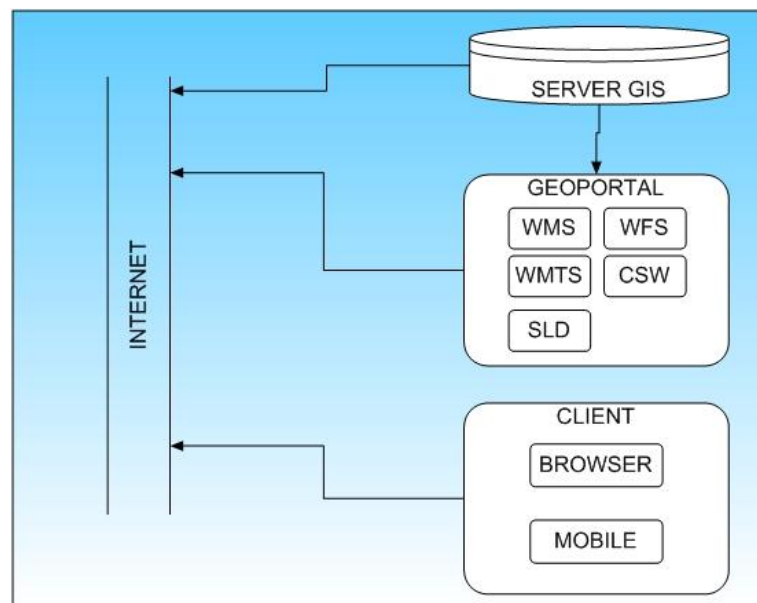 SERVER GIS
GEOPORTAL
WMS
WFS
WMTS
CSW
SLD
INTERNET
CLIENT
BROWSER
MOBILE